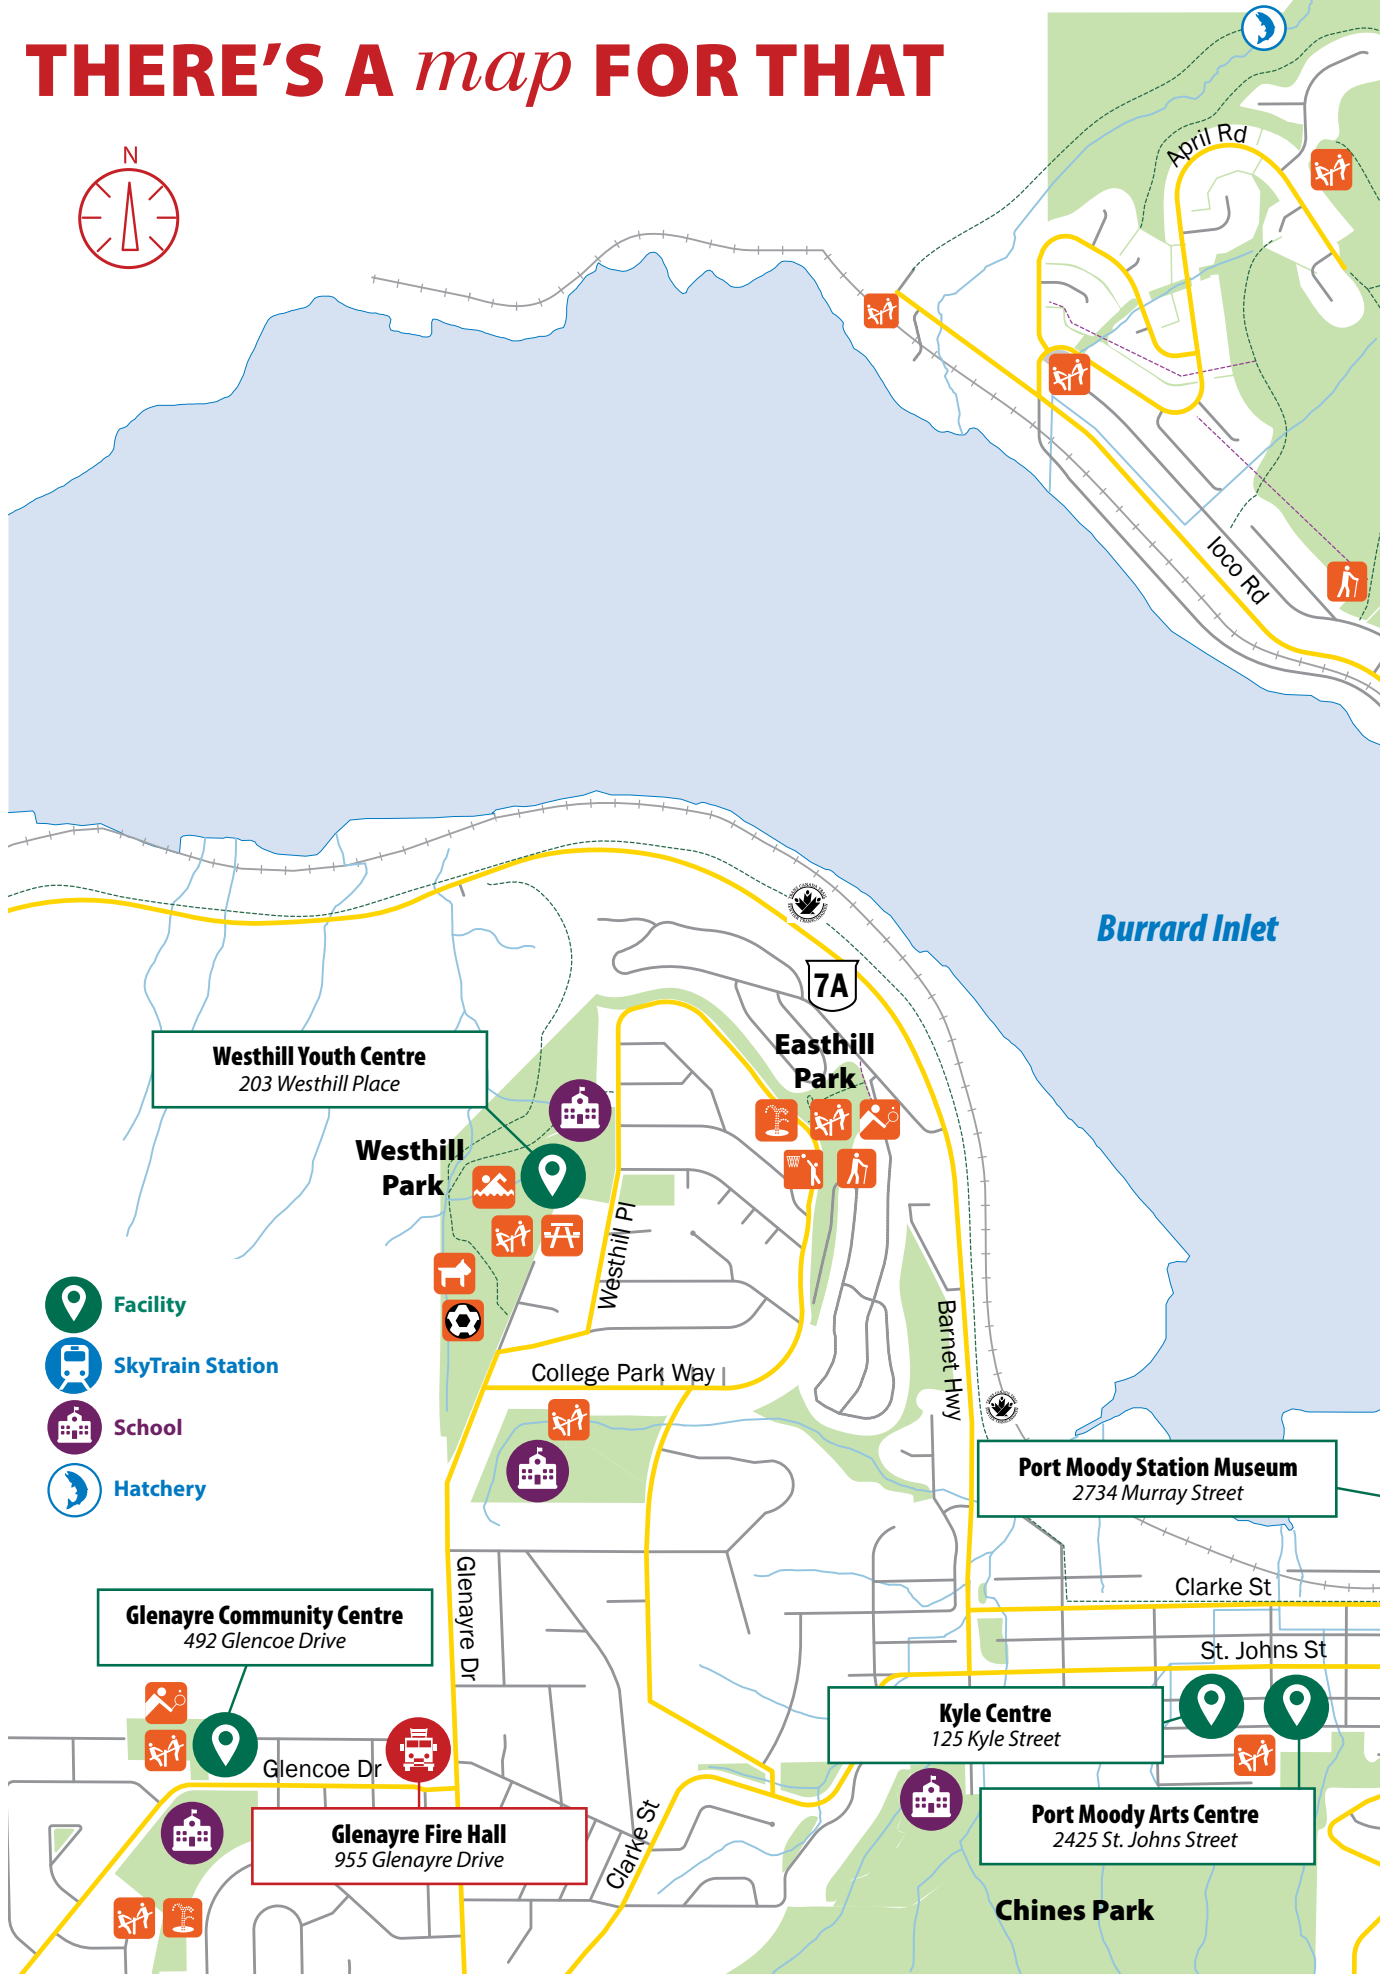 THERE'S A map FOR THAT
N
April Rd
Ioco Rd
Burrard Inlet
7A
Easthill
Park
Westhill Youth Centre
203 Westhill Place
Westhill
Park
Westhill Pl
Facility
SkyTrain Station
School
Hatchery
College Park Way
Barnet Hwy
Port Moody Station Museum
2734 Murray Street
Glenayre Dr
Clarke St
St. Johns St
Glenayre Community Centre
492 Glencoe Drive
Kyle Centre
125 Kyle Street
Glencoe Dr
Glenayre Fire Hall
955 Glenayre Drive
Clarke St
Port Moody Arts Centre
2425 St. Johns Street
Chines Park